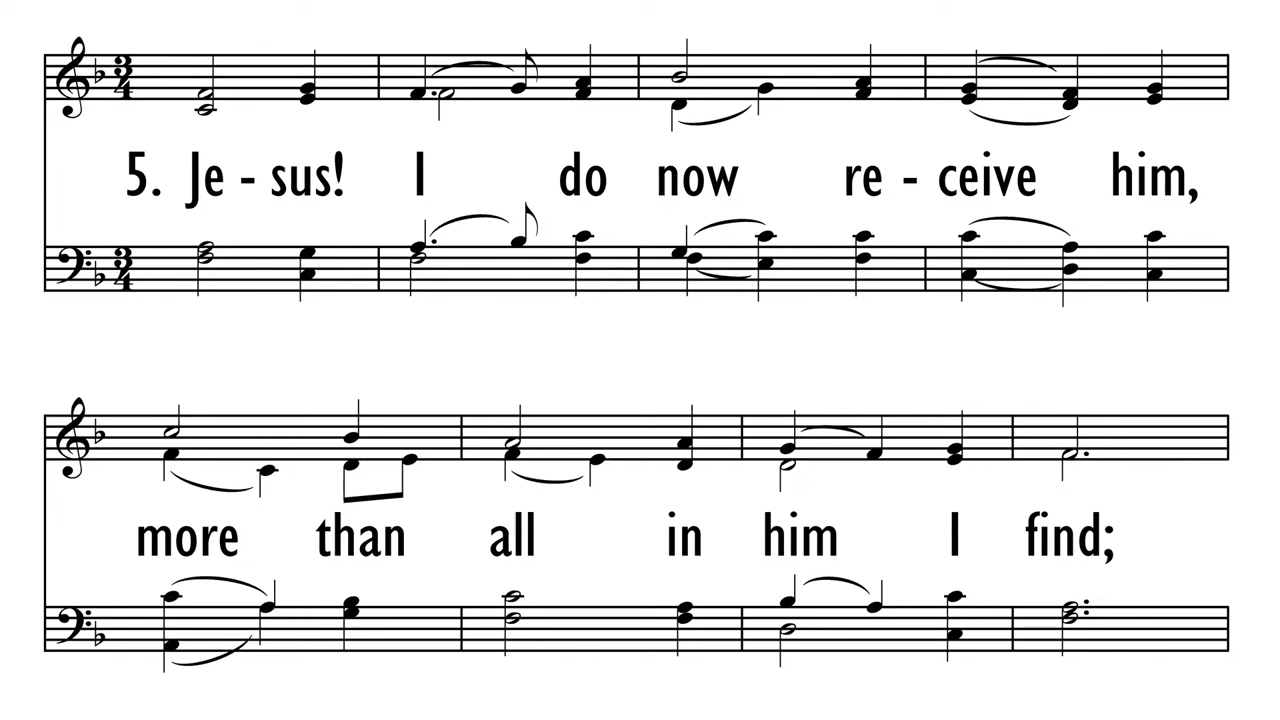 5. Je - sus! I do now re - ceive him,
more than all in him I find;